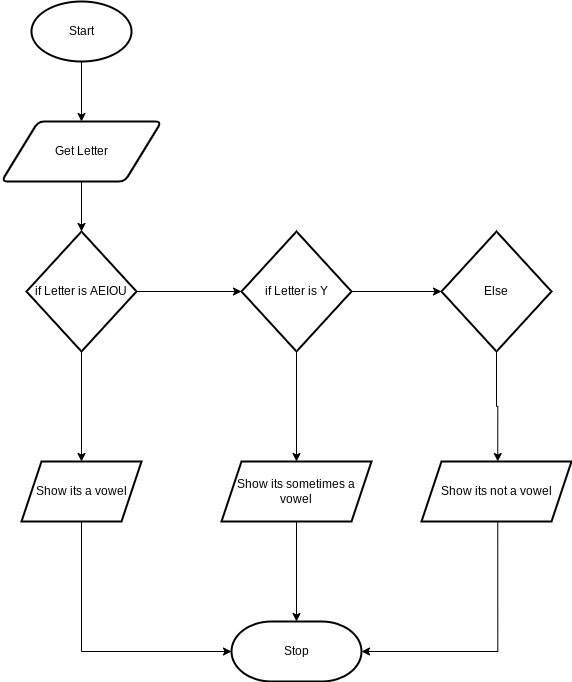 Start
Get Letter
if Letter is AEIOU
if Letter is Y
Else
Show its a vowel
Show its sometimes a
vowel
Show its not a vowel
Stop